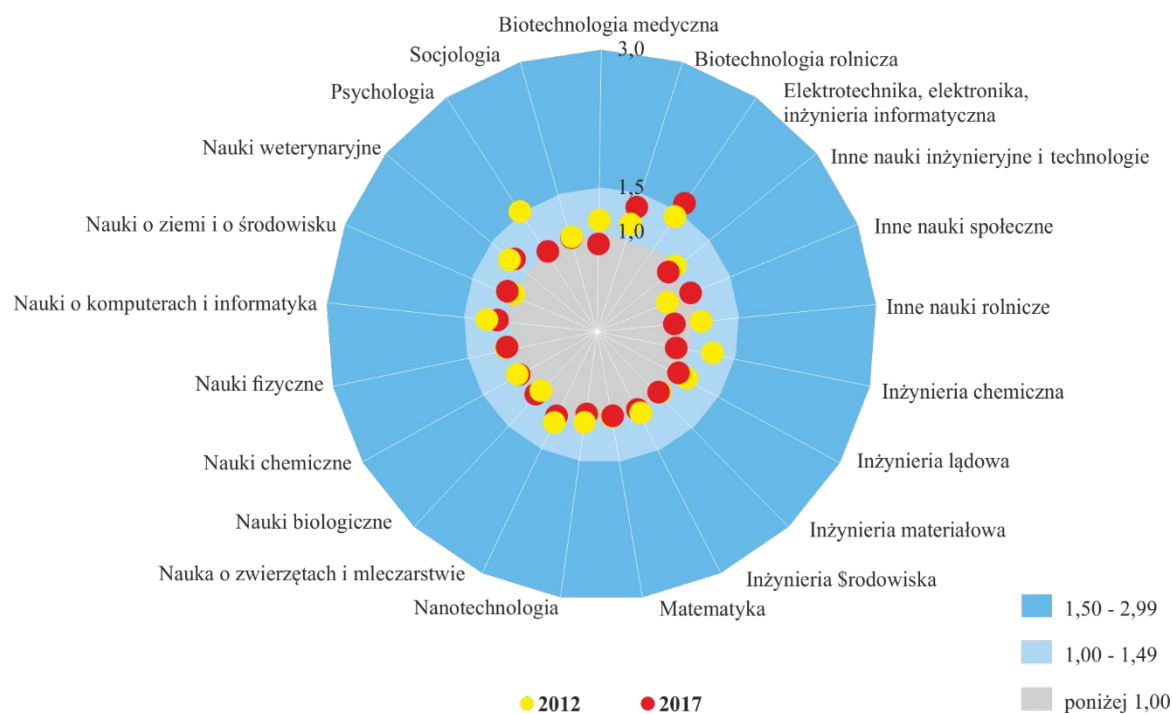 Biotechnologia medyczna
3,0
Biotechnologia rolnicza
Elektrotechnika, elektronika,
inżynieria informatyczna
Inne nauki inżynieryjne i technologie
Inne nauki społeczne
Inne nauki rolnicze
Inżynieria chemiczna
Inżynieria lądowa
Inżynieria materiałowa
Inżynieria $rodowiska
Matematyka
Nanotechnologia
Nauka o zwierzętach i mleczarstwie
Nauki biologiczne
Nauki chemiczne
Nauki fizyczne
Nauki o komputerach i informatyka
Nauki o ziemi i o środowisku
Nauki weterynaryjne
Psychologia
Socjologia
1,5
1,0
1,50 - 2,99
1,00 - 1,49
poniżej 1,00
2012
2017